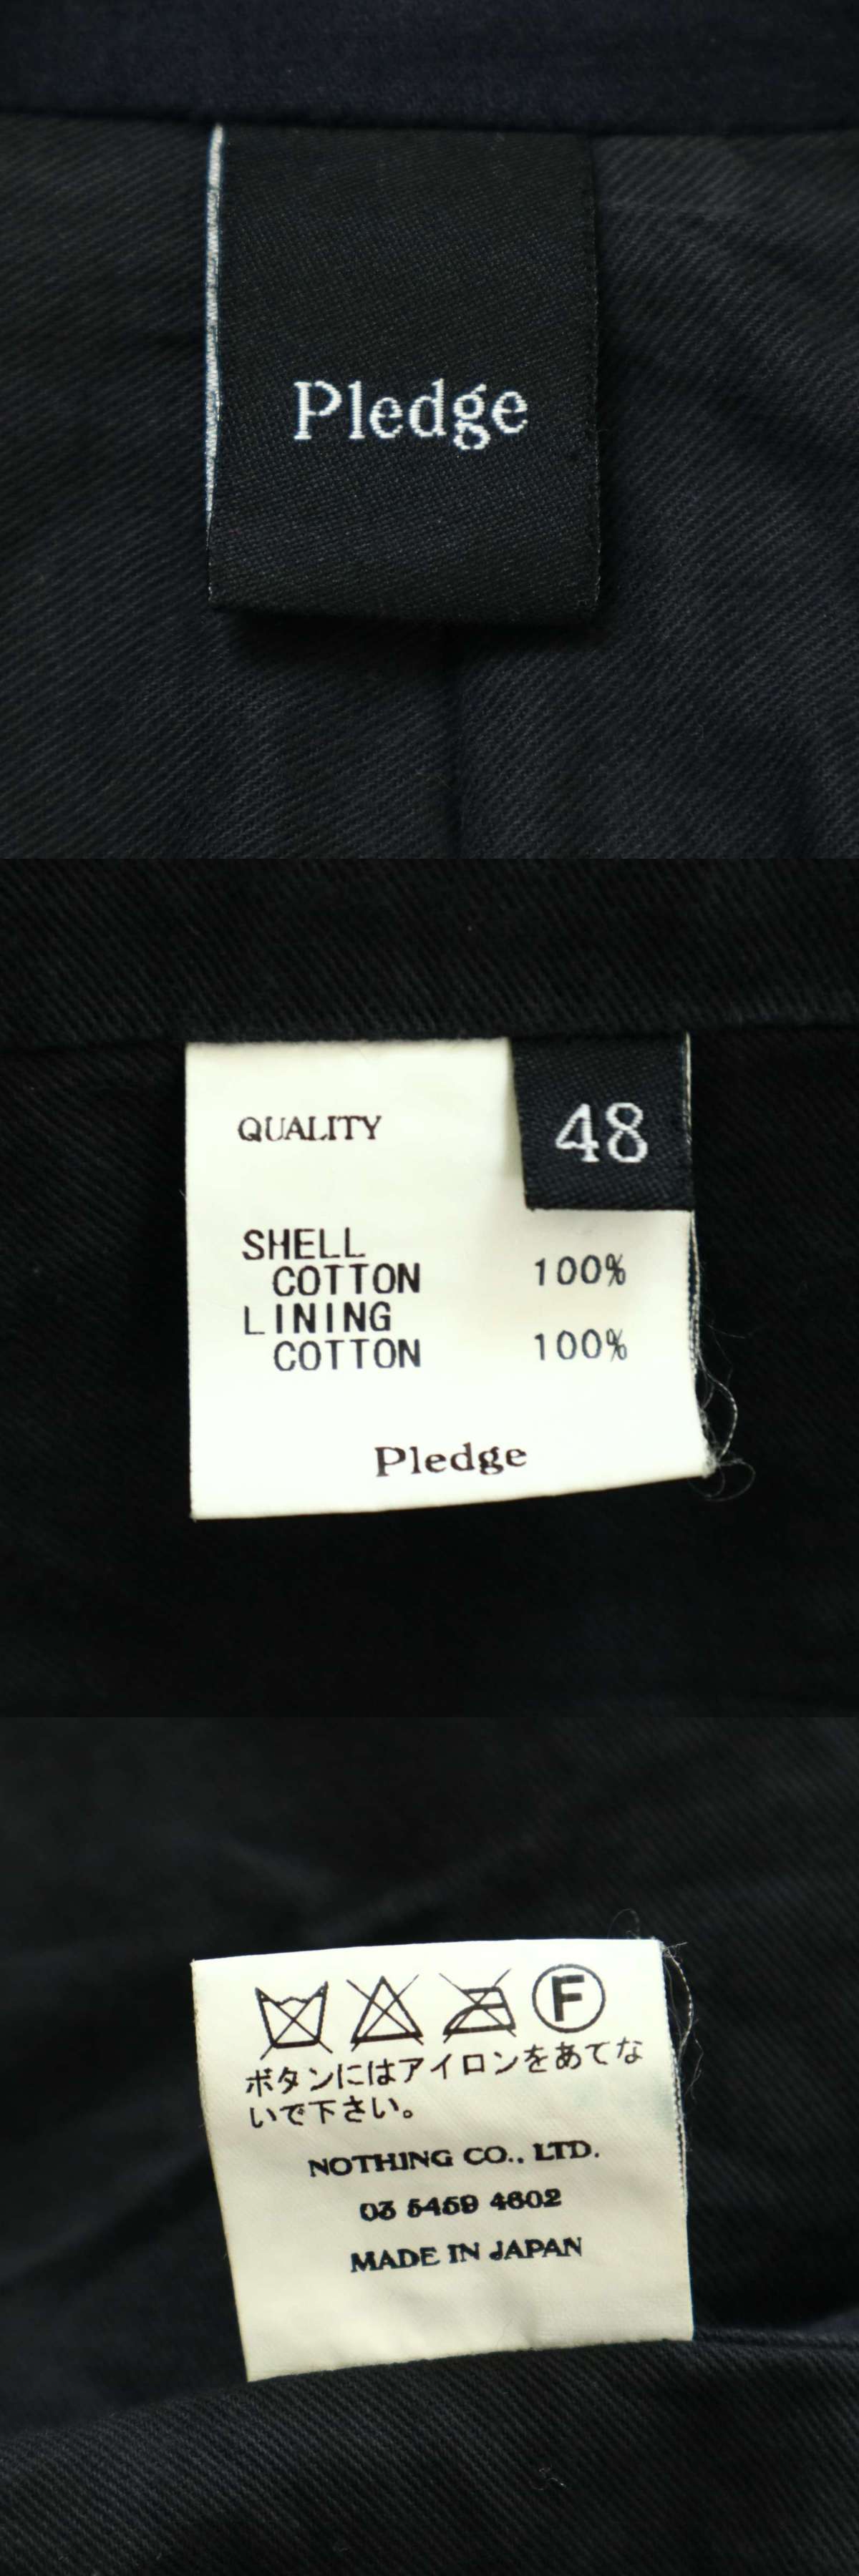 Pledge
QUALITY
48
SHELL
COTTON 100%
LINING
COTTON 100%
Pledge
F
ボタンにはアイロンをあてな
いで下さい。
NOTHING CO., LTD.
03 5459 4602
MADE IN JAPAN